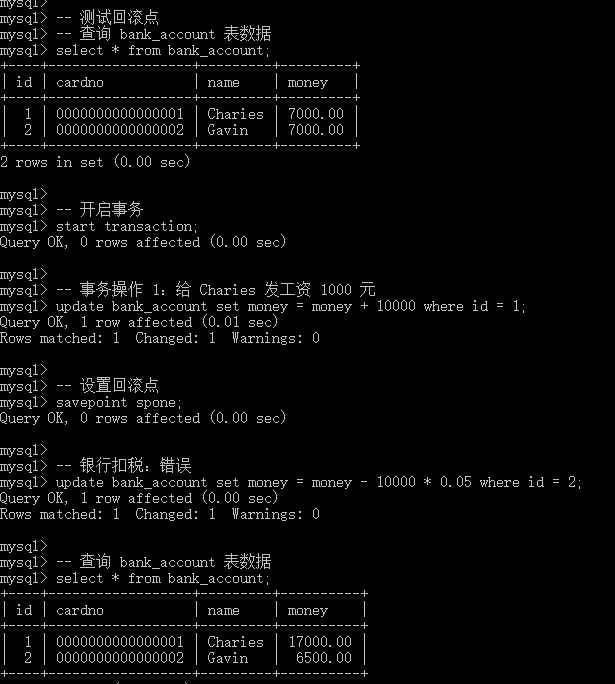 mysql>
mysql> -- 测试回滚点
mysql> -- 查询 bank_account 表数据
mysql> select * from bank_account;
+----+------------------+---------+---------+
| id | cardno           | name    | money   |
+----+------------------+---------+---------+
|  1 | 0000000000000001 | Charies | 7000.00 |
|  2 | 0000000000000002 | Gavin   | 7000.00 |
+----+------------------+---------+---------+
2 rows in set (0.00 sec)
mysql>
mysql> -- 开启事务
mysql> start transaction;
Query OK, 0 rows affected (0.00 sec)
mysql>
mysql> -- 事务操作 1：给 Charies 发工资 1000 元
mysql> update bank_account set money = money + 10000 where id = 1;
Query OK, 1 row affected (0.01 sec)
Rows matched: 1  Changed: 1  Warnings: 0
mysql>
mysql> -- 设置回滚点
mysql> savepoint spone;
Query OK, 0 rows affected (0.00 sec)
mysql>
mysql> -- 银行扣税：错误
mysql> update bank_account set money = money - 10000 * 0.05 where id = 2;
Query OK, 1 row affected (0.00 sec)
Rows matched: 1  Changed: 1  Warnings: 0
mysql>
mysql> -- 查询 bank_account 表数据
mysql> select * from bank_account;
+----+------------------+---------+----------+
| id | cardno           | name    | money    |
+----+------------------+---------+----------+
|  1 | 0000000000000001 | Charies | 17000.00 |
|  2 | 0000000000000002 | Gavin   |  6500.00 |
+----+------------------+---------+----------+